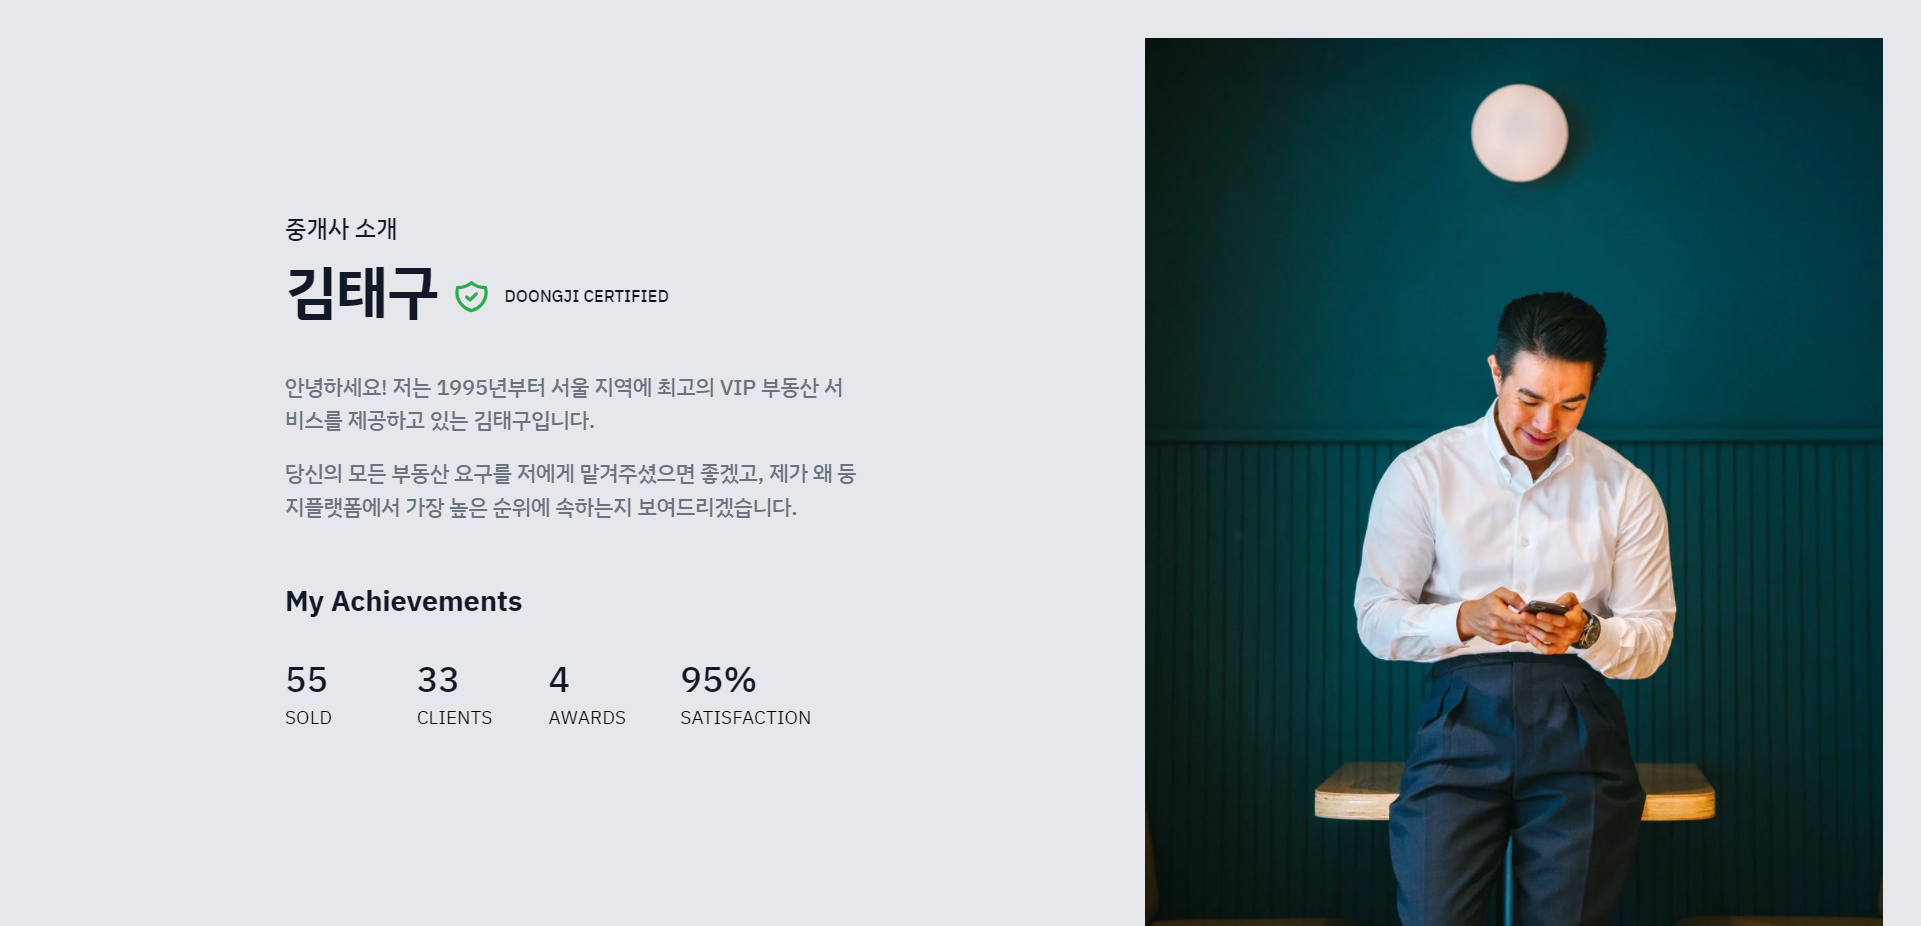 중개사 소개
김태구 DOONGJI CERTIFIED
안녕하세요! 저는 1995년부터 서울 지역에 최고의 VIP 부동산 서
비스를 제공하고 있는 김태구입니다.
당신의 모든 부동산 요구를 저에게 맡겨주셨으면 좋겠고, 제가 왜 둥
지플랫폼에서 가장 높은 순위에 속하는지 보여드리겠습니다.
My Achievements
55 33 4 95%
SOLD CLIENTS AWARDS SATISFACTION